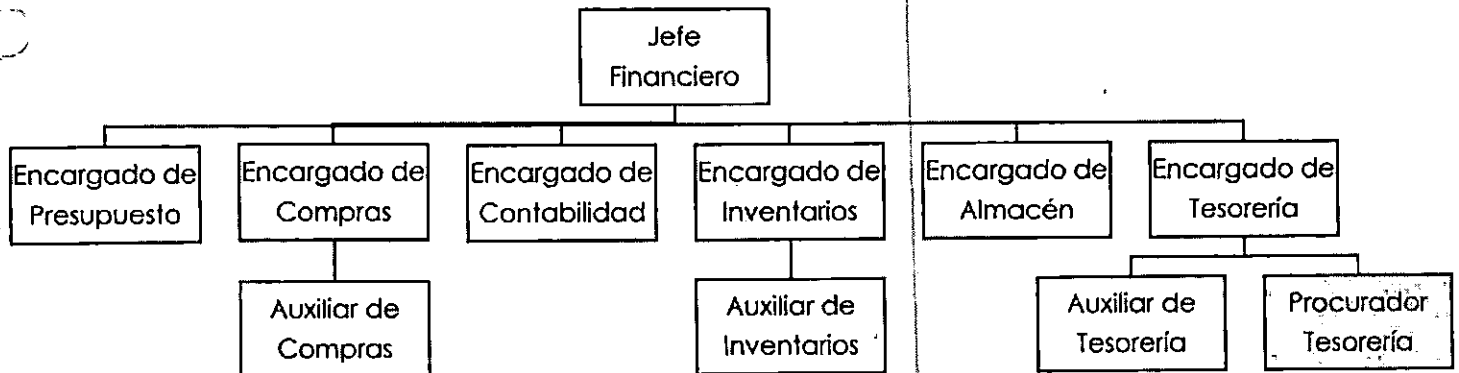 Jefe
Financiero
Encargado de
Presupuesto
Encargado de
Compras
Encargado de
Contabilidad
Encargado de
Inventarios
Encargado de
Almacén
Encargado de
Tesorería
Auxiliar de
Compras
Auxiliar de
Inventarios
Auxiliar de
Tesorería
Procurador
Tesorería